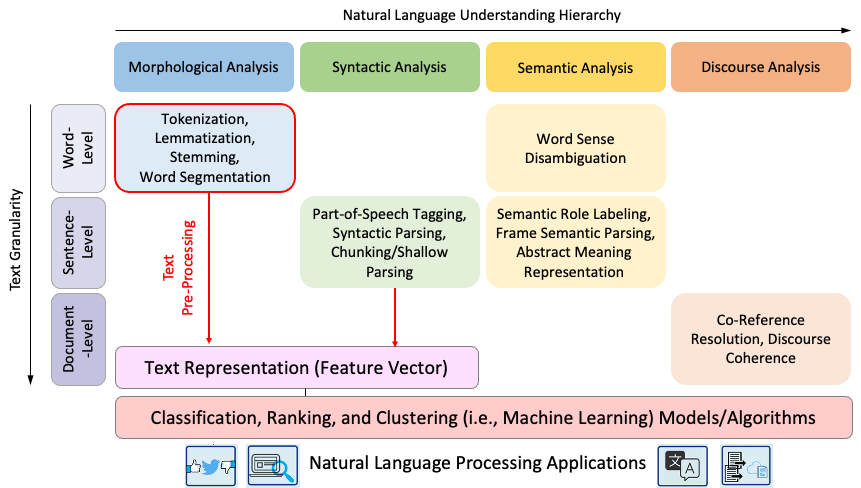 Natural Language Understanding Hierarchy
Morphological Analysis
Syntactic Analysis
Semantic Analysis
Discourse Analysis
Text Granularity
Word-
Level
Tokenization,
Lemmatization,
Stemming,
Word Segmentation
Word Sense
Disambiguation
Sentence-
Level
Text
Pre-Processing
Part-of-Speech Tagging,
Syntactic Parsing,
Chunking/Shallow
Parsing
Semantic Role Labeling,
Frame Semantic Parsing,
Abstract Meaning
Representation
Document
-Level
Co-Reference
Resolution, Discourse
Coherence
Text Representation (Feature Vector)
Classification, Ranking, and Clustering (i.e., Machine Learning) Models/Algorithms
Natural Language Processing Applications
文
A